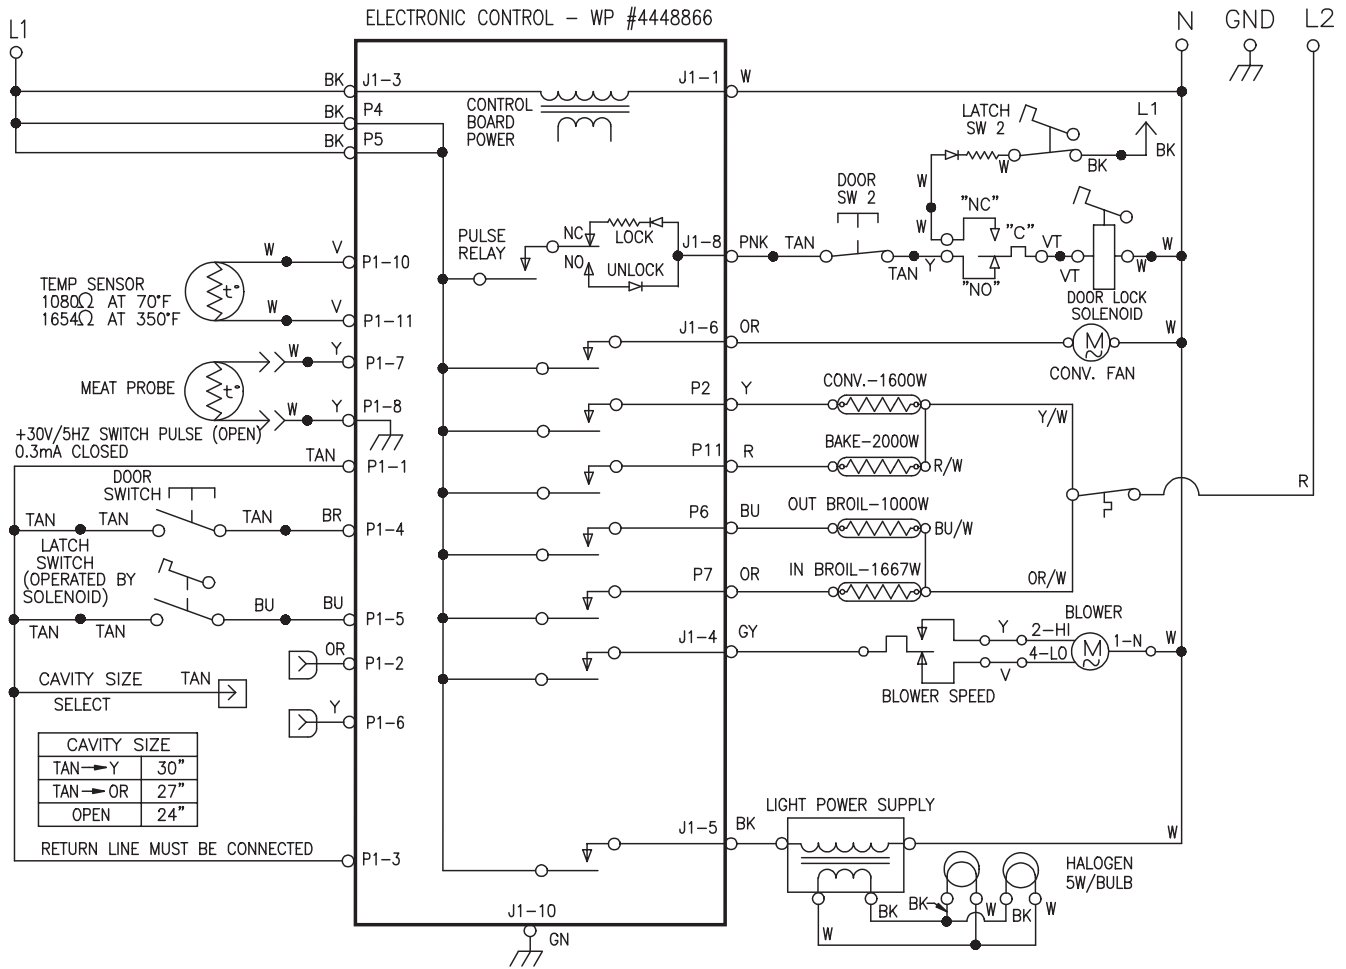 ELECTRONIC CONTROL - WP #4448866
L1
N
GND
L2
BK
J1-3
J1-1
W
BK
P4
CONTROL
BOARD
POWER
BK
P5
LATCH
SW 2
L1
BK
W
BK
W
DOOR
SW 2
"NC"
W
"C"
PULSE
RELAY
NC
LOCK
NO
UNLOCK
J1-8
PNK
TAN
TAN
Y
VT
VT
W
W
"NO"
DOOR LOCK
SOLENOID
W
V
P1-10
TEMP SENSOR
1080Ω AT 70°F
1654Ω AT 350°F
t°
W
V
P1-11
J1-6
OR
W
M
CONV. FAN
W
Y
P1-7
MEAT PROBE
t°
W
Y
P1-8
P2
Y
CONV.-1600W
Y/W
+30V/5HZ SWITCH PULSE (OPEN)
0.3mA CLOSED
TAN
P1-1
P11
R
BAKE-2000W
R/W
R
DOOR
SWITCH
TAN
TAN
TAN
BR
P1-4
P6
BU
OUT BROIL-1000W
BU/W
LATCH
SWITCH
(OPERATED BY
SOLENOID)
P7
OR
IN BROIL-1667W
OR/W
TAN
TAN
BU
BU
P1-5
J1-4
GY
BLOWER
Y
2-HI
M
1-N
W
4-LO
V
BLOWER SPEED
OR
P1-2
CAVITY SIZE
SELECT
TAN
Y
P1-6
CAVITY SIZE
TAN→Y 30"
TAN→OR 27"
OPEN 24"
RETURN LINE MUST BE CONNECTED
P1-3
LIGHT POWER SUPPLY
J1-5
BK
W
HALOGEN
5W/BULB
BK
BK
W
BK
W
W
J1-10
GN